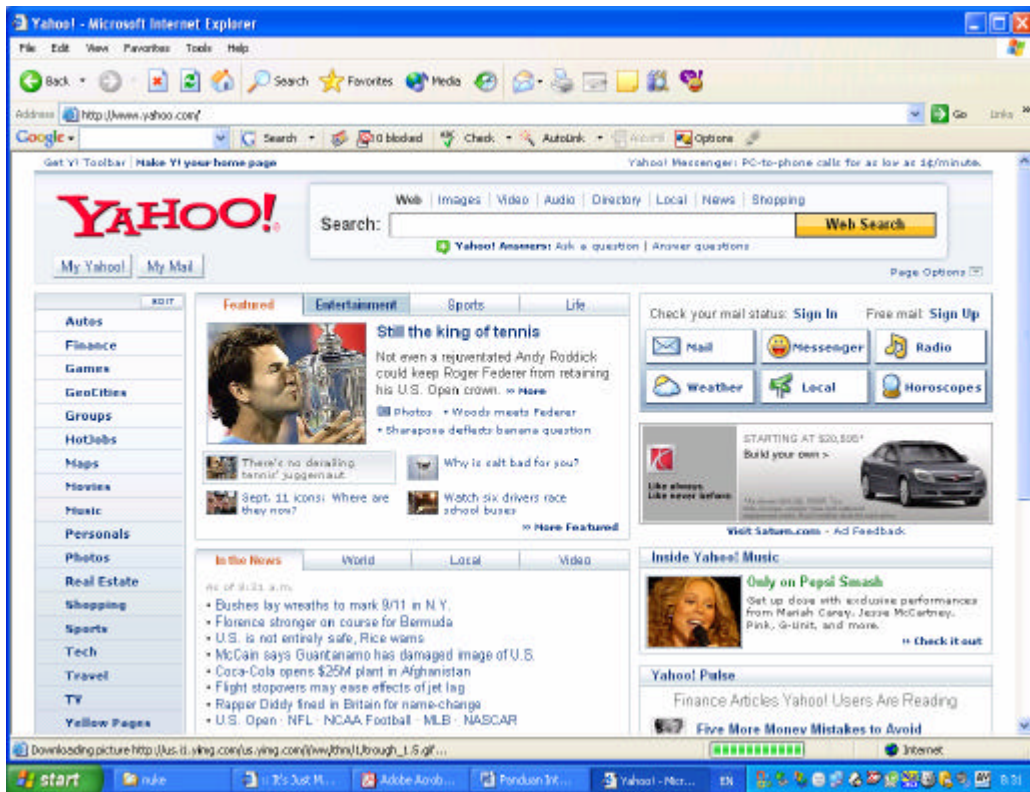 Yahoo! - Microsoft Internet Explorer
File Edit View Favorites Tools Help
Back Search Favorites Media
Address http://www.yahoo.com/ Go Links »
Google Search blocked Check AutoLink Options
Get Y! Toolbar | Make Y! your home page
Yahoo! Messenger: PC-to-phone calls for as low as 1¢/minute.
YAHOO!
Web | Images | Video | Audio | Directory | Local | News | Shopping
Search: Web Search
Yahoo! Answers: Ask a question | Answer questions
My Yahoo! My Mail
Page Options
EDIT
Autos
Finance
Games
GeoCities
Groups
HotJobs
Maps
Movies
Music
Personals
Photos
Real Estate
Shopping
Sports
Tech
Travel
TV
Yellow Pages
Featured Entertainment Sports Life
Still the king of tennis
Not even a rejuventated Andy Roddick
could keep Roger Federer from retaining
his U.S. Open crown. » More
Photos • Woods meets Federer
• Sharapova deflects banana question
There's no derailing
tennis' juggernaut
Why is salt bad for you?
Sept. 11 icons: Where are
they now?
Watch six drivers race
school buses
» More Featured
In the News World Local Video
As of 8:31 a.m.
• Bushes lay wreaths to mark 9/11 in N.Y.
• Florence stronger on course for Bermuda
• U.S. is not entirely safe, Rice warns
• McCain says Guantanamo has damaged image of U.S.
• Coca-Cola opens $25M plant in Afghanistan
• Flight stopovers may ease effects of jet lag
• Rapper Diddy fined in Britain for name-change
• U.S. Open · NFL · NCAA Football · MLB · NASCAR
Check your mail status: Sign In Free mail: Sign Up
Mail Messenger Radio
Weather Local Horoscopes
STARTING AT
Build your own >
Like always.
Like never before.
Visit Saturn.com - Ad Feedback
Inside Yahoo! Music
Only on Pepsi Smash
Get up close with exclusive performances
from Mariah Carey, Jesse McCartney,
Pink, G-Unit, and more.
» Check it out
Yahoo! Pulse
Finance Articles Yahoo! Users Are Reading
Five More Money Mistakes to Avoid
Downloading picture Internet
start nuke It's Just M... Adobe Acrob... Panduan Int... Yahoo! - Micr... EN 8:31